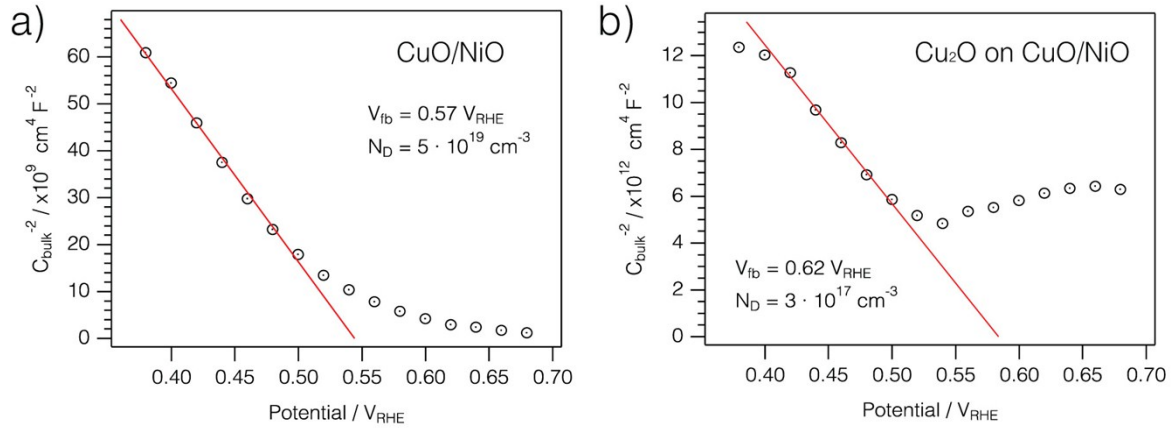 a)
CuO/NiO
V_fb = 0.57 V_RHE
N_D = 5 · 10^19 cm^-3
C_bulk^-2 / x10^9 cm^4 F^-2
60
50
40
30
20
10
0
0.40 0.45 0.50 0.55 0.60 0.65 0.70
Potential / V_RHE
b)
Cu₂O on CuO/NiO
V_fb = 0.62 V_RHE
N_D = 3 · 10^17 cm^-3
C_bulk^-2 / x10^12 cm^4 F^-2
12
10
8
6
4
2
0
0.40 0.45 0.50 0.55 0.60 0.65 0.70
Potential / V_RHE